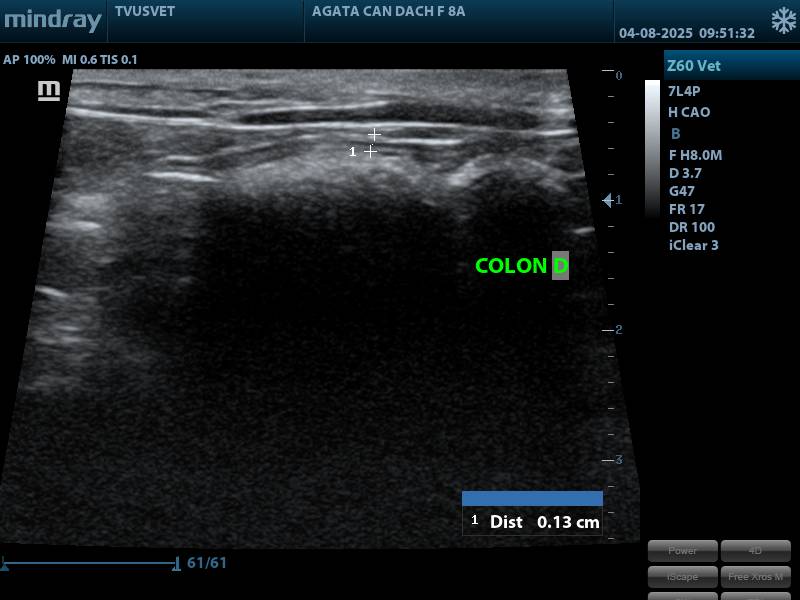 mindray
TVUSVET
AGATA CAN DACH F 8A
04-08-2025 09:51:32
AP 100% MI 0.6 TIS 0.1
m
Z60 Vet
7L4P
H CAO
B
F H8.0M
D 3.7
G47
FR 17
DR 100
iClear 3
0
1
1
COLON D
2
3
1 Dist 0.13 cm
61/61
Power
4D
iScape
Free Xros M